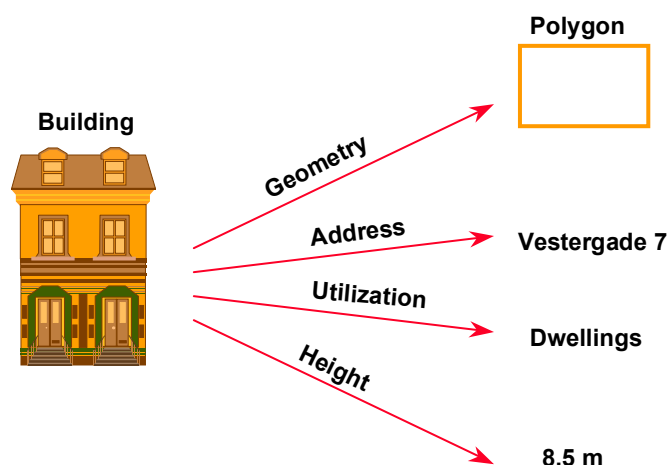 Polygon
Building
Geometry
Address
Vestergade 7
Utilization
Dwellings
Height
8.5 m